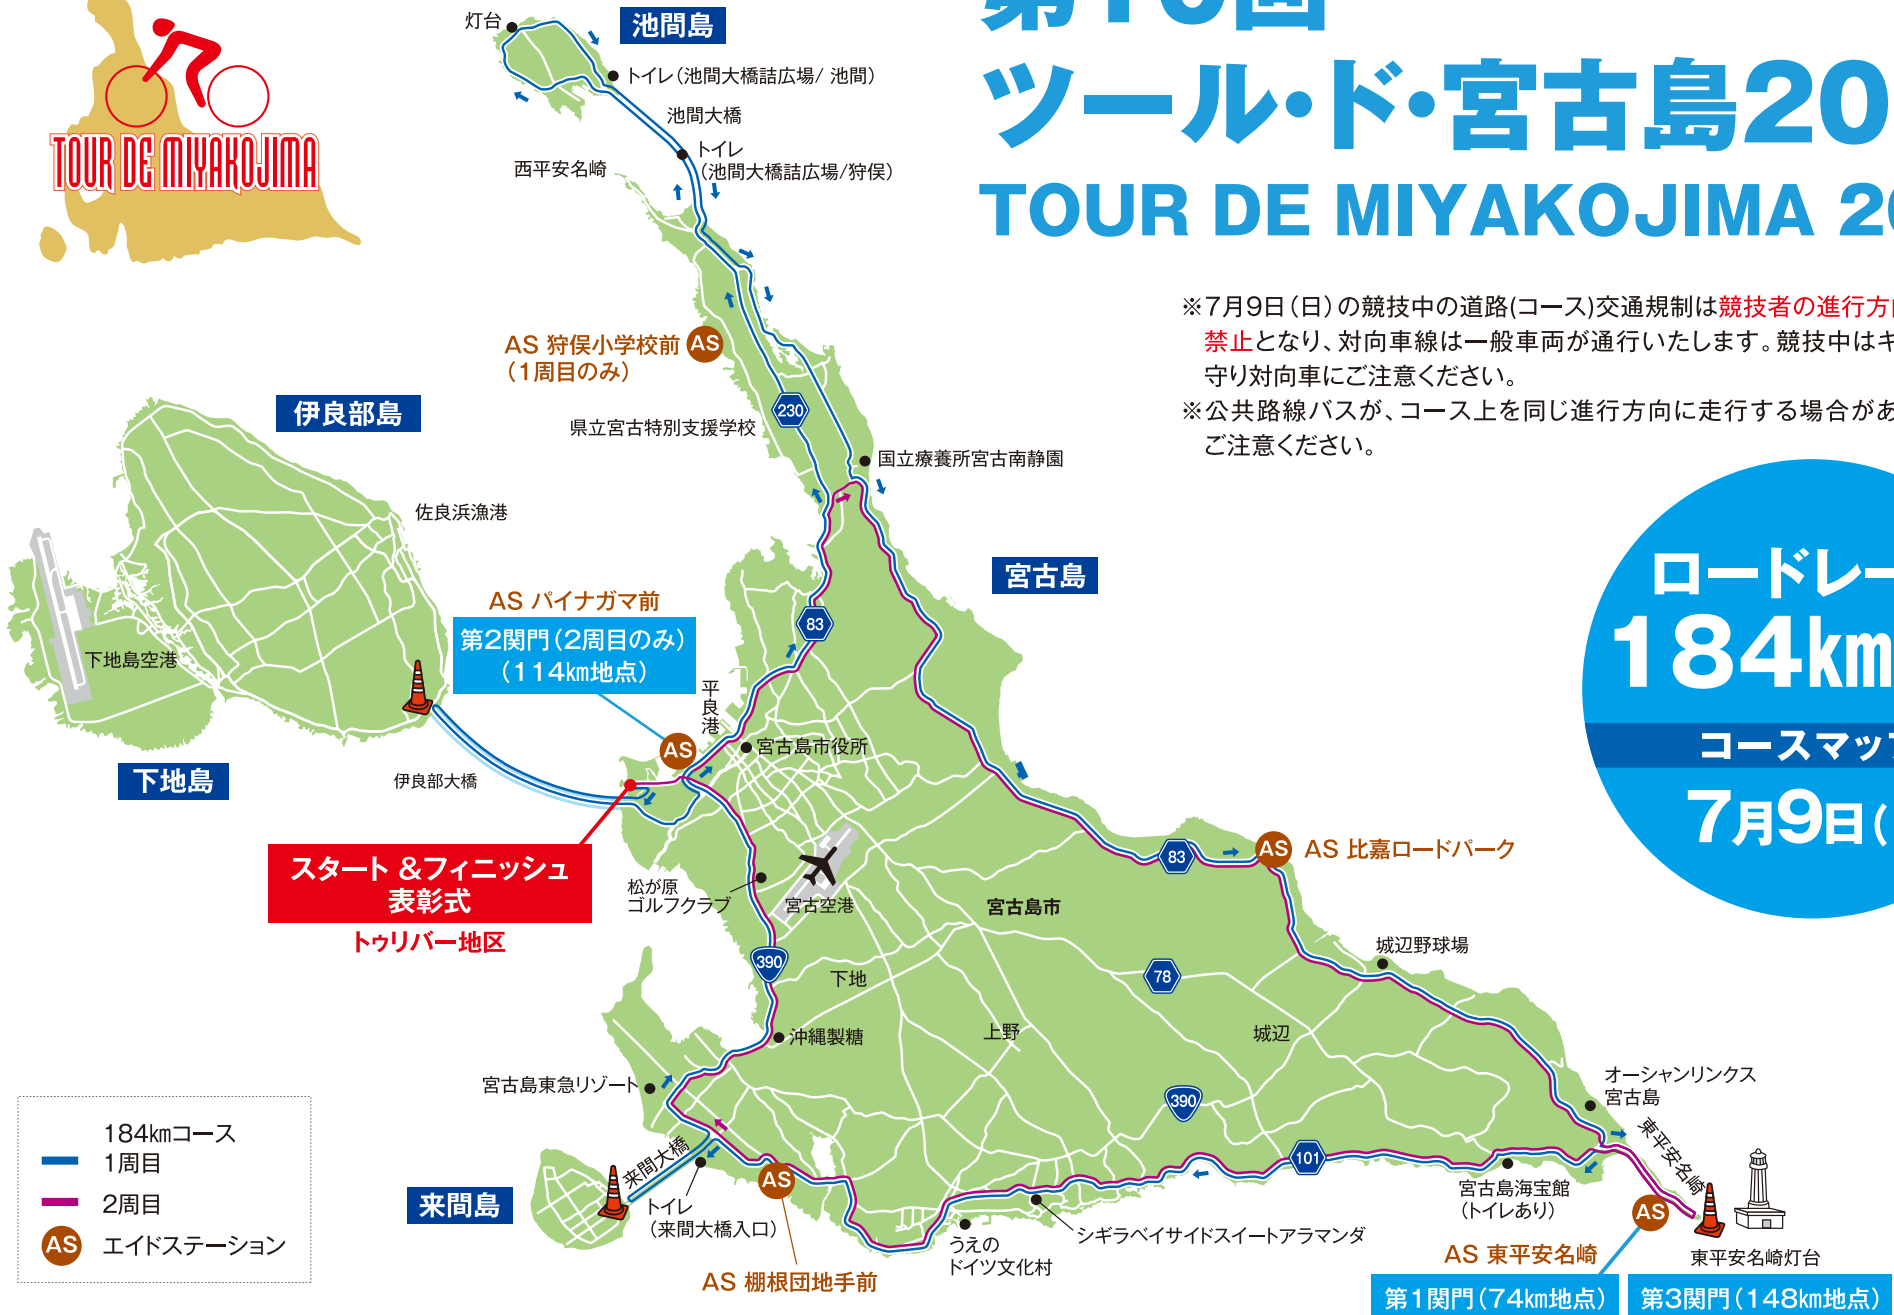 第10回
ツール・ド・宮古島20
TOUR DE MIYAKOJIMA 20
TOUR DE MIYAKOJIMA
※7月9日(日)の競技中の道路(コース)交通規制は競技者の進行方向
禁止となり、対向車線は一般車両が通行いたします。競技中はキ
守り対向車にご注意ください。
※公共路線バスが、コース上を同じ進行方向に走行する場合があ
ご注意ください。
ロードレー
184km
コースマップ
7月9日(
池間島
灯台
トイレ(池間大橋詰広場/ 池間)
池間大橋
トイレ
(池間大橋詰広場/狩俣)
西平安名崎
AS 狩俣小学校前
(1周目のみ)
AS
230
県立宮古特別支援学校
国立療養所宮古南静園
伊良部島
佐良浜漁港
下地島空港
下地島
伊良部大橋
宮古島
AS パイナガマ前
第2関門(2周目のみ)
(114km地点)
83
平良港
AS
宮古島市役所
スタート &フィニッシュ
表彰式
トゥリバー地区
松が原
ゴルフクラブ
宮古空港
宮古島市
83
AS
AS 比嘉ロードパーク
城辺野球場
390
下地
78
上野
城辺
沖縄製糖
宮古島東急リゾート
390
オーシャンリンクス
宮古島
東平安名崎
101
来間大橋
来間島
トイレ
(来間大橋入口)
AS
AS 棚根団地手前
うえの
ドイツ文化村
シギラベイサイドスイートアラマンダ
宮古島海宝館
(トイレあり)
AS
AS 東平安名崎
東平安名崎灯台
第1関門(74km地点)
第3関門(148km地点)
184kmコース
1周目
2周目
AS
エイドステーション